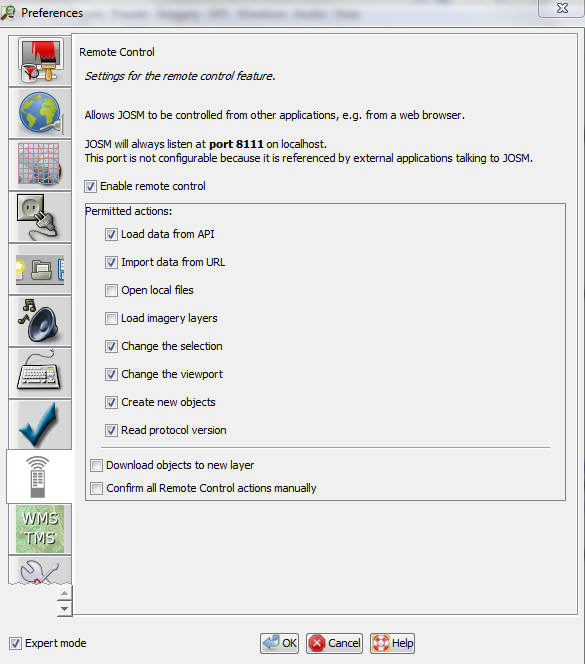 Preferences
Remote Control
Settings for the remote control feature.
Allows JOSM to be controlled from other applications, e.g. from a web browser.
JOSM will always listen at port 8111 on localhost.
This port is not configurable because it is referenced by external applications talking to JOSM.
Enable remote control
Permitted actions:
Load data from API
Import data from URL
Open local files
Load imagery layers
Change the selection
Change the viewport
Create new objects
Read protocol version
Download objects to new layer
Confirm all Remote Control actions manually
WMS
TMS
Expert mode
OK
Cancel
Help